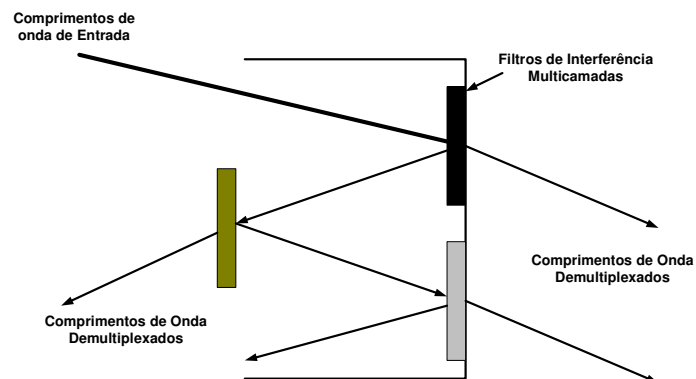 Comprimentos de
onda de Entrada
Filtros de Interferência
Multicamadas
Comprimentos de Onda
Demultiplexados
Comprimentos de Onda
Demultiplexados